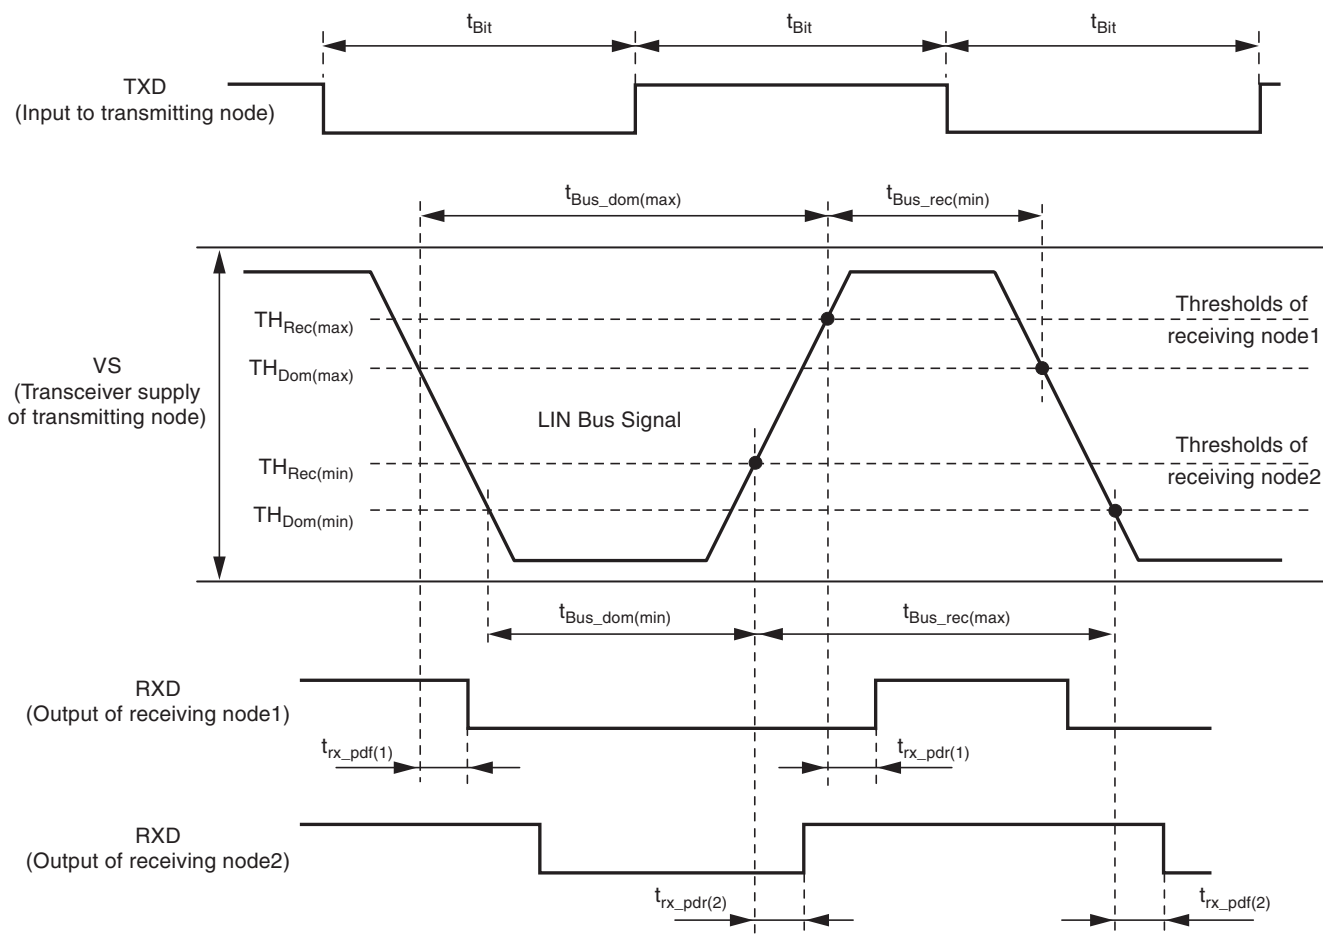 tBit
tBit
tBit
TXD
(Input to transmitting node)
tBus_dom(max)
tBus_rec(min)
THRec(max)
Thresholds of
receiving node1
VS
(Transceiver supply
of transmitting node)
THDom(max)
LIN Bus Signal
THRec(min)
Thresholds of
receiving node2
THDom(min)
tBus_dom(min)
tBus_rec(max)
RXD
(Output of receiving node1)
trx_pdf(1)
trx_pdr(1)
RXD
(Output of receiving node2)
trx_pdr(2)
trx_pdf(2)